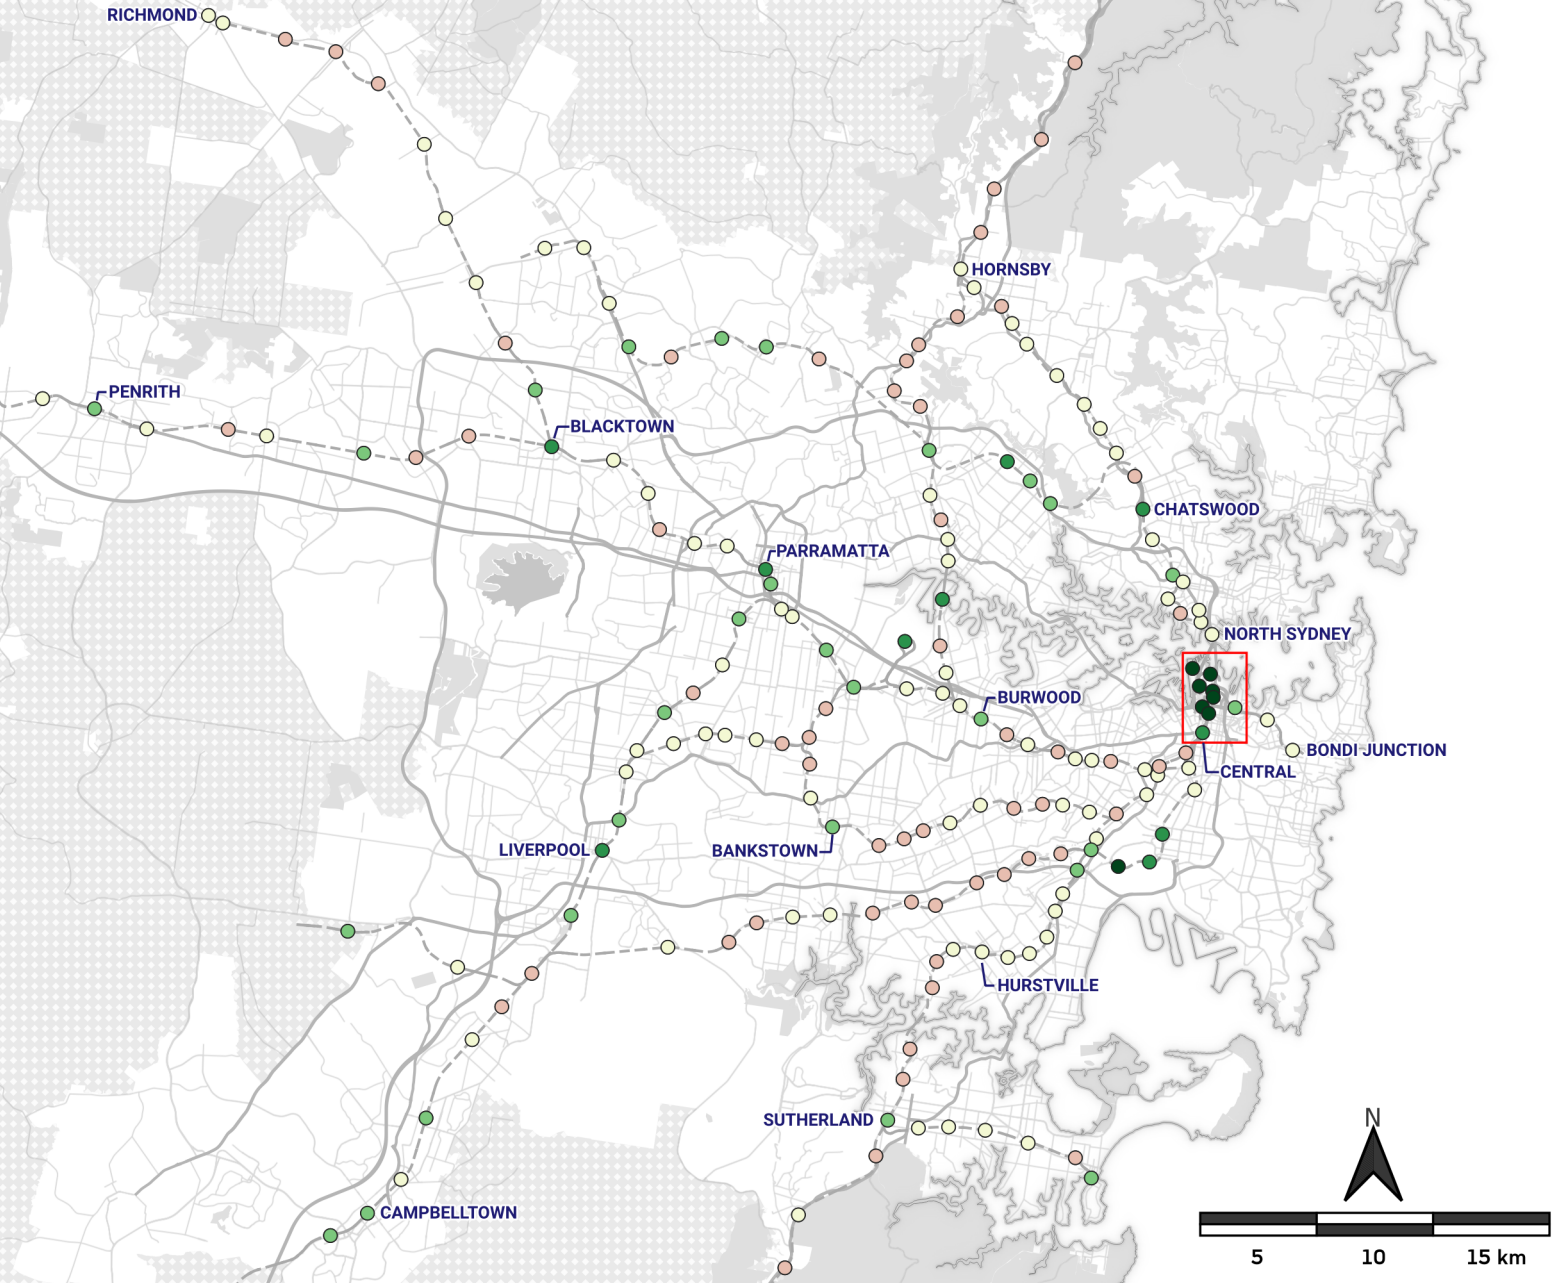 RICHMOND
HORNSBY
PENRITH
BLACKTOWN
CHATSWOOD
PARRAMATTA
NORTH SYDNEY
BURWOOD
BONDI JUNCTION
CENTRAL
LIVERPOOL
BANKSTOWN
HURSTVILLE
SUTHERLAND
N
CAMPBELLTOWN
5 10 15 km